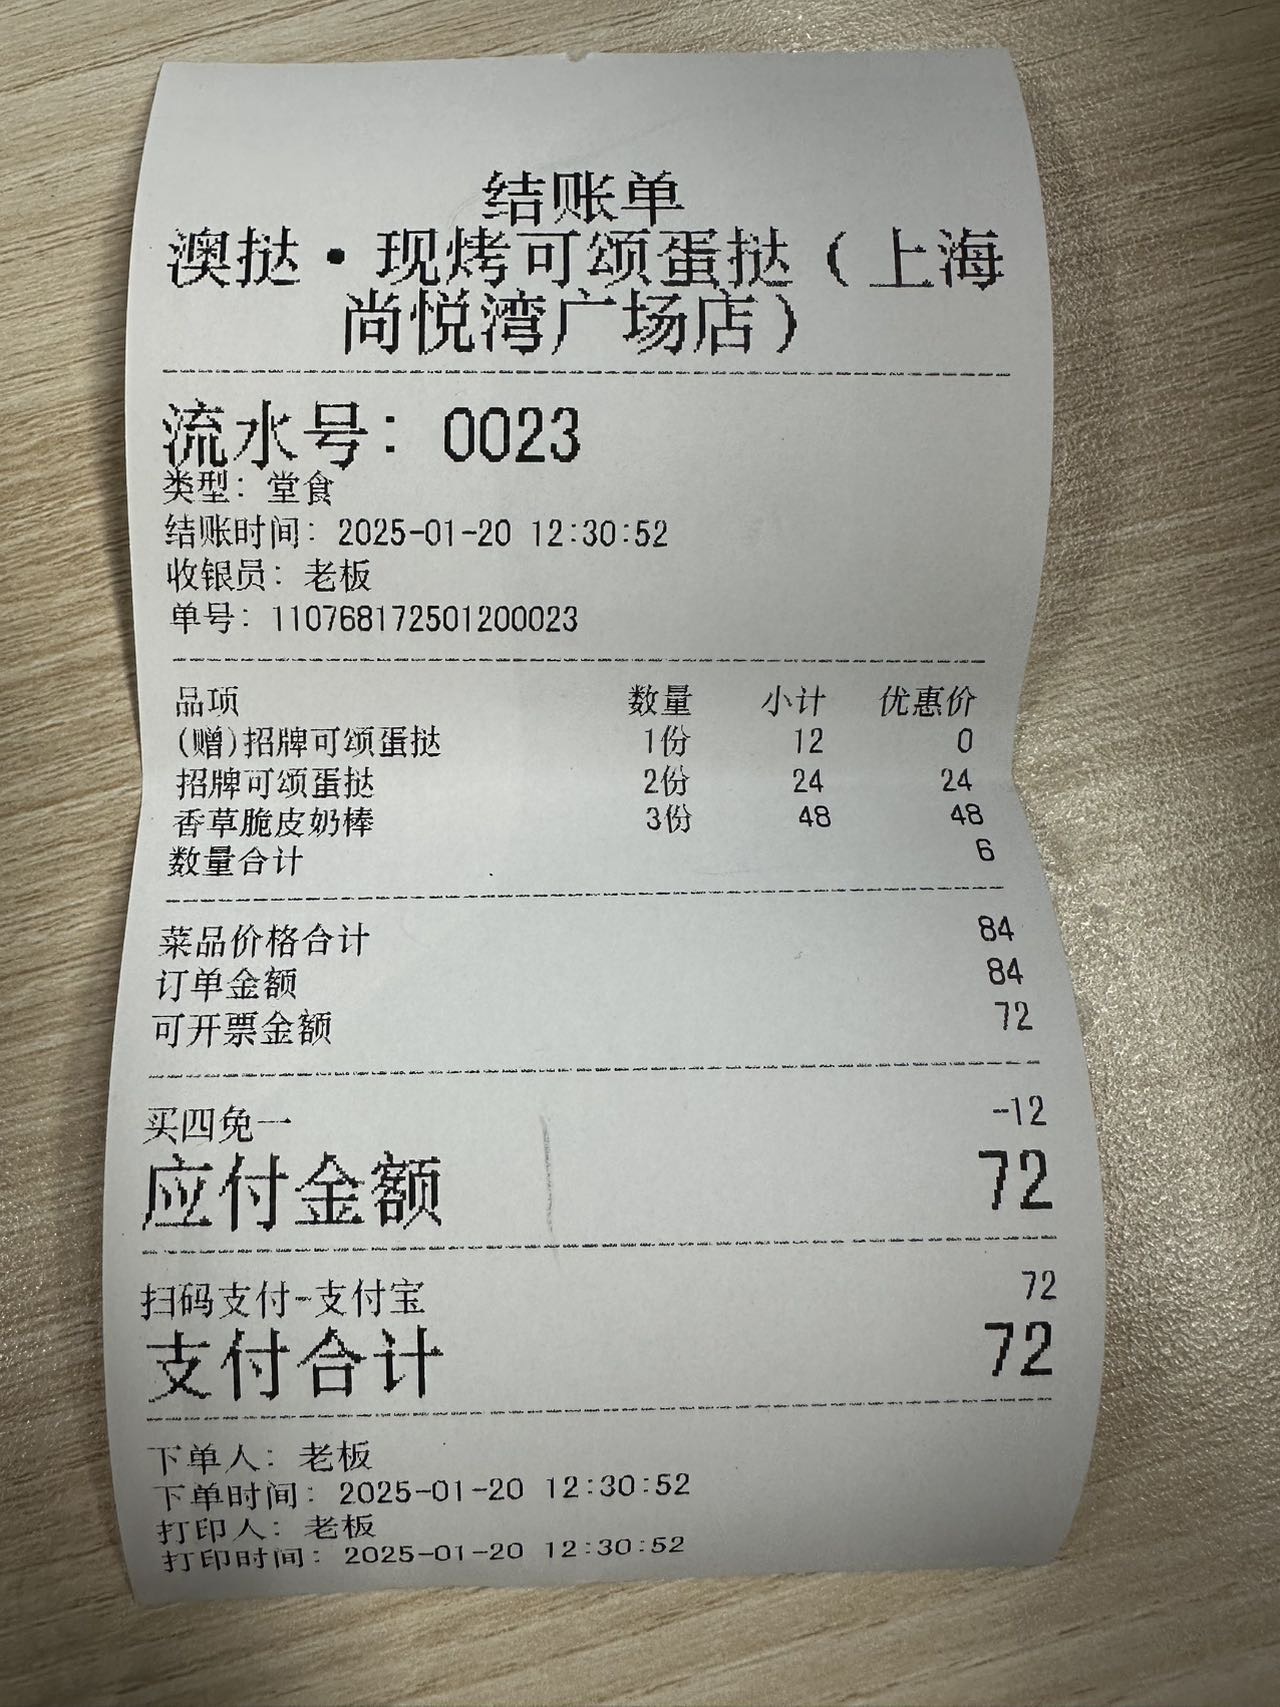 结账单
澳挞·现烤可颂蛋挞（上海
尚悦湾广场店）
流水号: 0023
类型: 堂食
结账时间: 2025-01-20 12:30:52
收银员: 老板
单号: 110768172501200023
品项 数量 小计 优惠价
(赠)招牌可颂蛋挞 1份 12 0
招牌可颂蛋挞 2份 24 24
香草脆皮奶棒 3份 48 48
数量合计 6
菜品价格合计 84
订单金额 84
可开票金额 72
买四免一 -12
应付金额 72
扫码支付-支付宝 72
支付合计 72
下单人: 老板
下单时间: 2025-01-20 12:30:52
打印人: 老板
打印时间: 2025-01-20 12:30:52